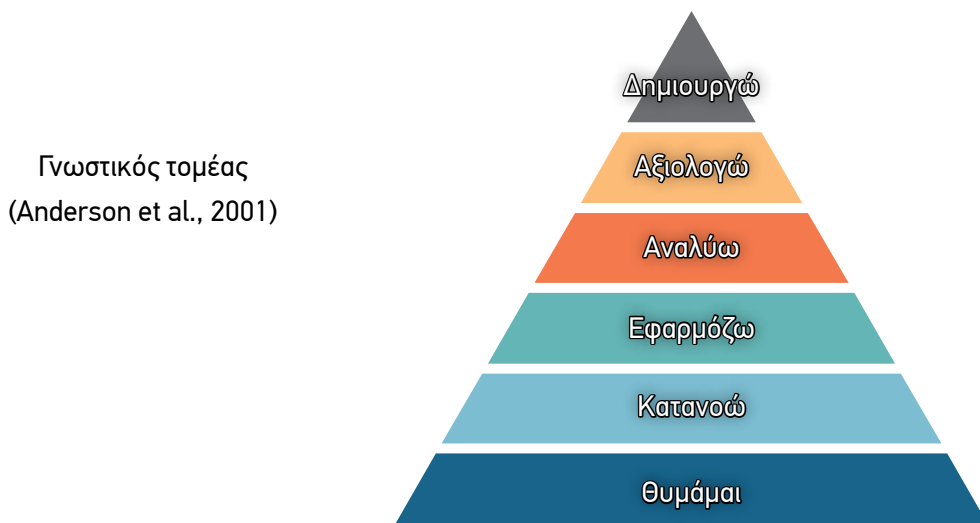 Δημιουργώ
Αξιολογώ
Γνωστικός τομέας
(Anderson et al., 2001)
Αναλύω
Εφαρμόζω
Κατανοώ
Θυμάμαι